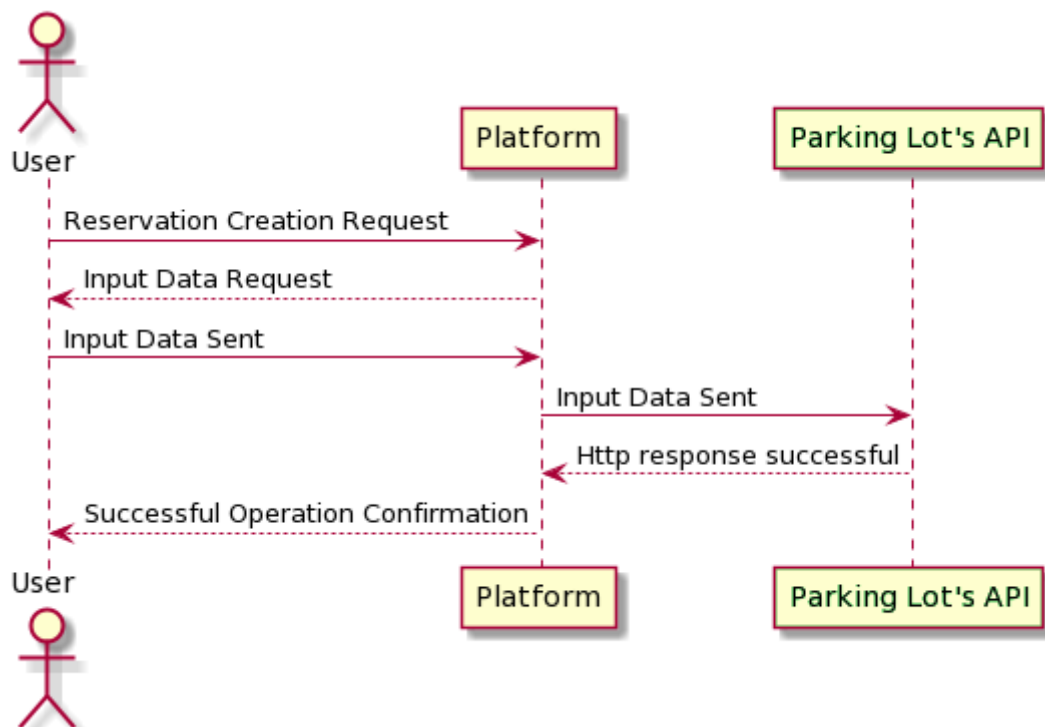 User
Platform
Parking Lot's API
Reservation Creation Request
Input Data Request
Input Data Sent
Input Data Sent
Http response successful
Successful Operation Confirmation
User
Platform
Parking Lot's API